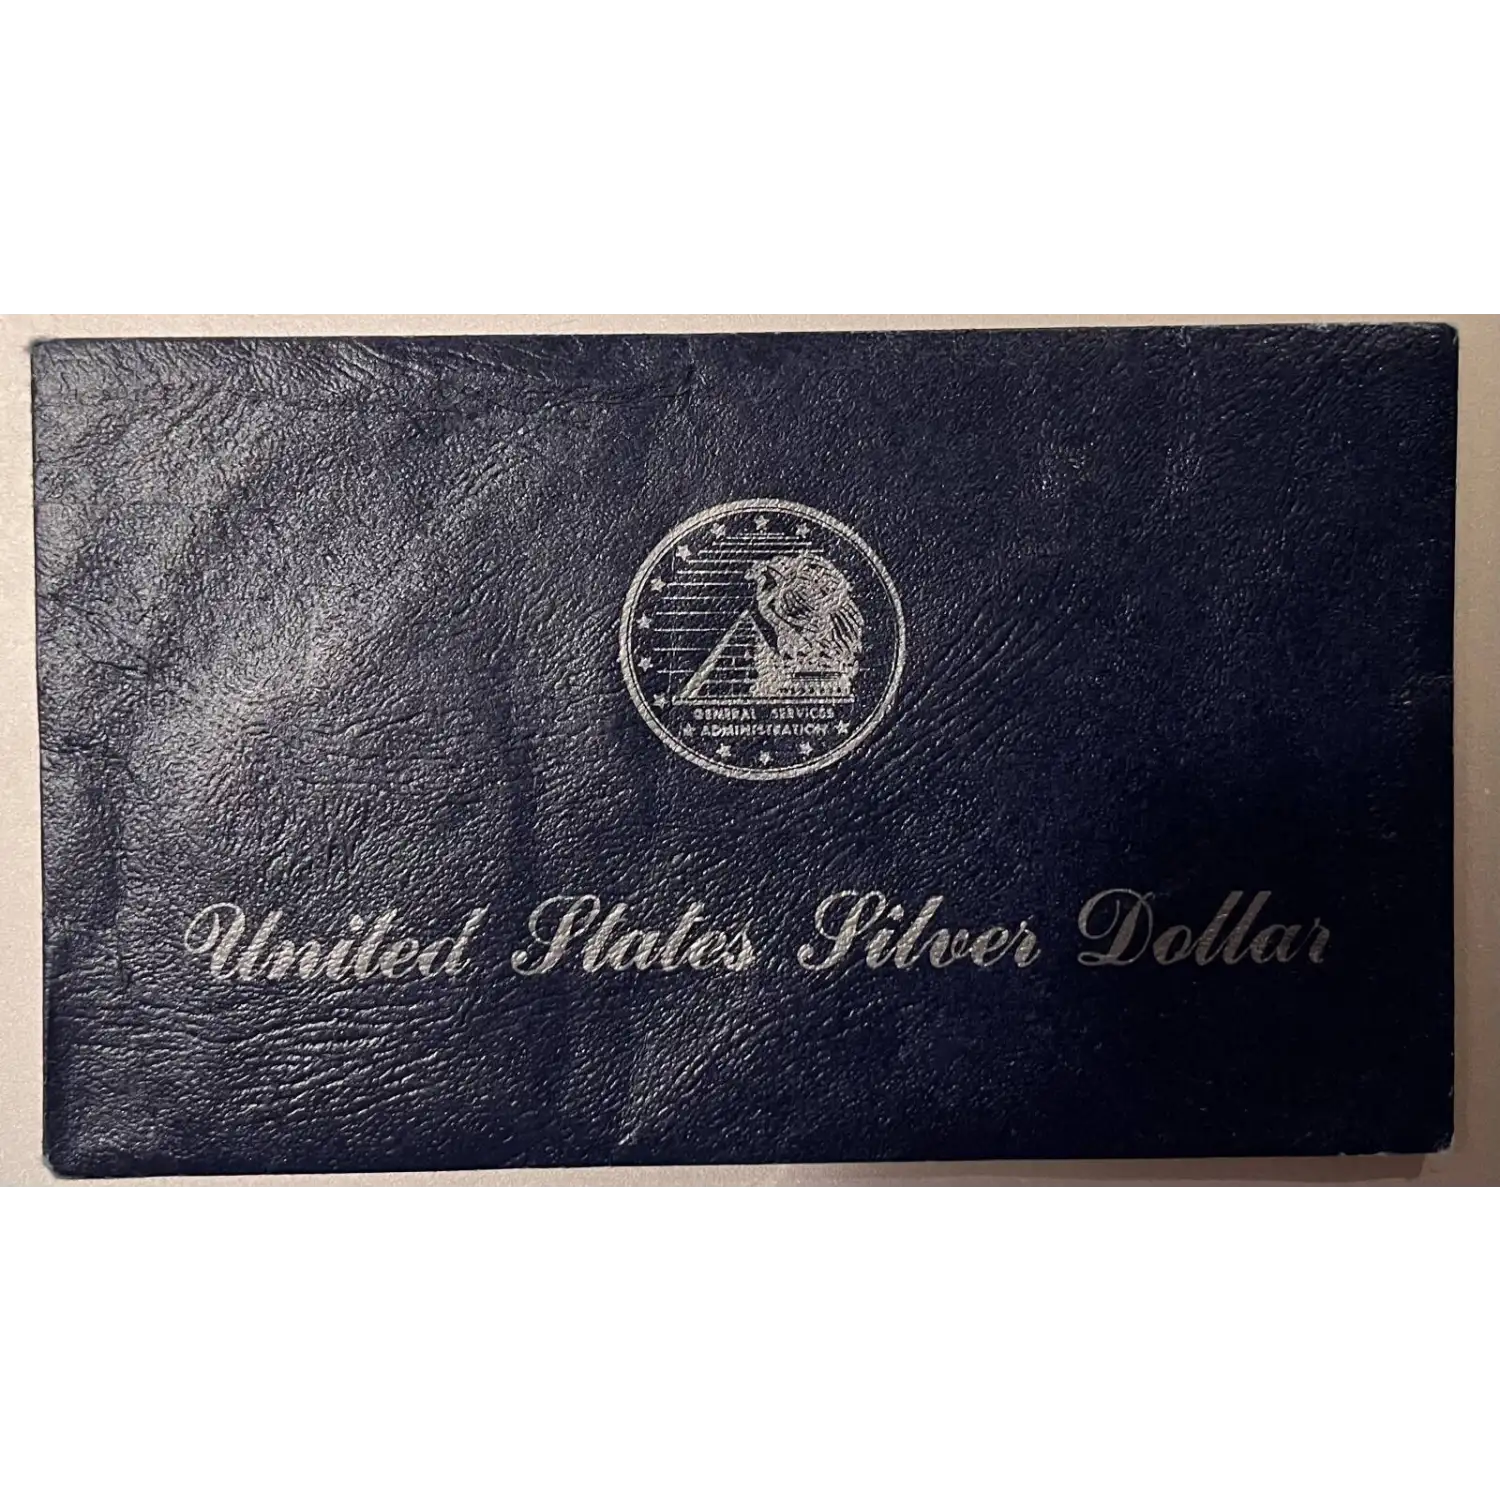 GENERAL SERVICES
ADMINISTRATION
United States Silver Dollar